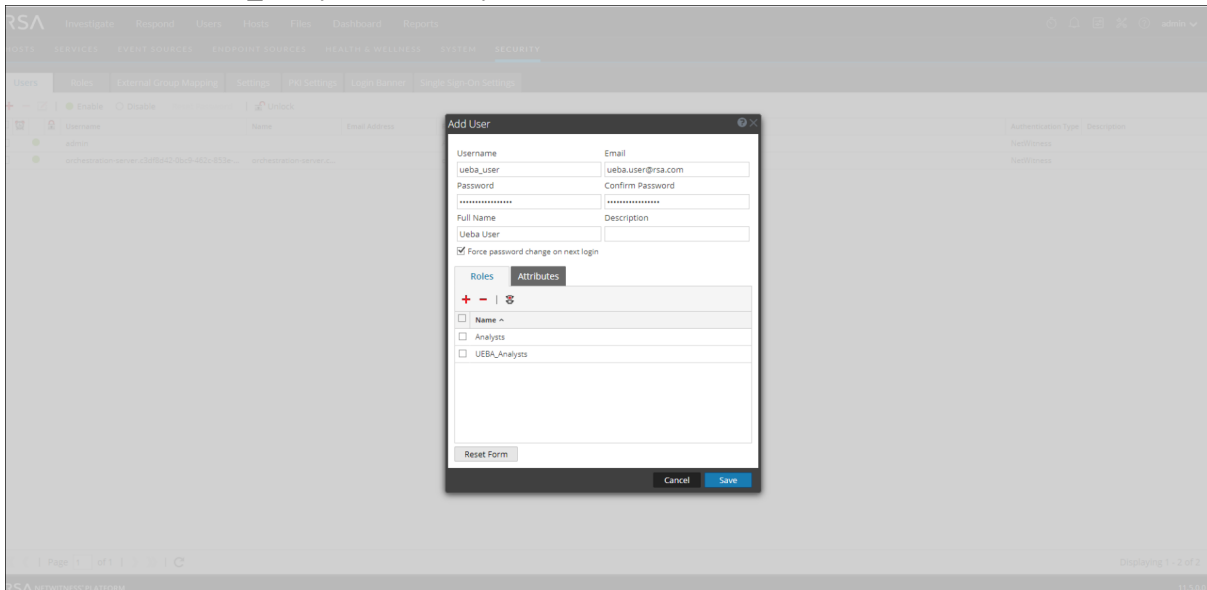 RSA Investigate Respond Users Hosts Files Dashboard Reports admin
HOSTS SERVICES EVENT SOURCES ENDPOINT SOURCES HEALTH & WELLNESS SYSTEM SECURITY
Users Roles External Group Mapping Settings PKI Settings Login Banner Single Sign-On Settings
Enable Disable Unlock
Username Name Email Address Authentication Type Description
admin NetWitness
NetWitness
Add User
Username Email
ueba_user ueba.user@rsa.com
Password Confirm Password
Full Name Description
Ueba User
Force password change on next login
Roles Attributes
Name
Analysts
UEBA_Analysts
Reset Form
Cancel Save
Page 1 of 1 Displaying 1 - 2 of 2
RSA NETWITNESS PLATFORM